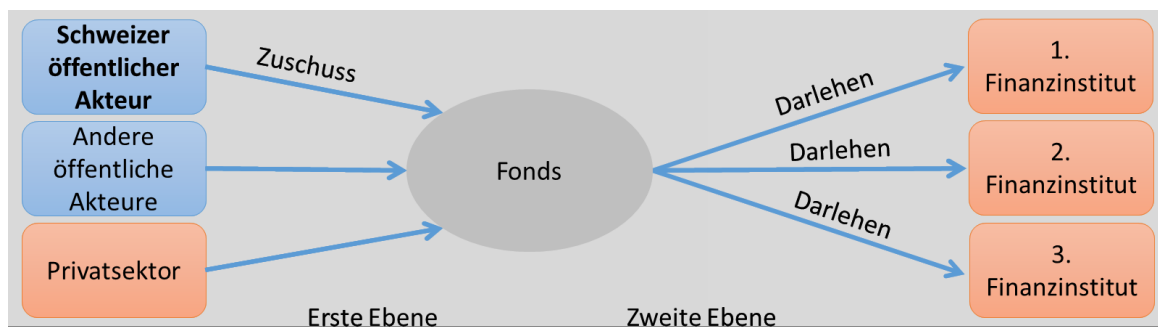 Schweizer
öffentlicher
Akteur
Zuschuss
Andere
öffentliche
Akteure
Privatsektor
Fonds
Erste Ebene
Zweite Ebene
Darlehen
Darlehen
Darlehen
1.
Finanzinstitut
2.
Finanzinstitut
3.
Finanzinstitut